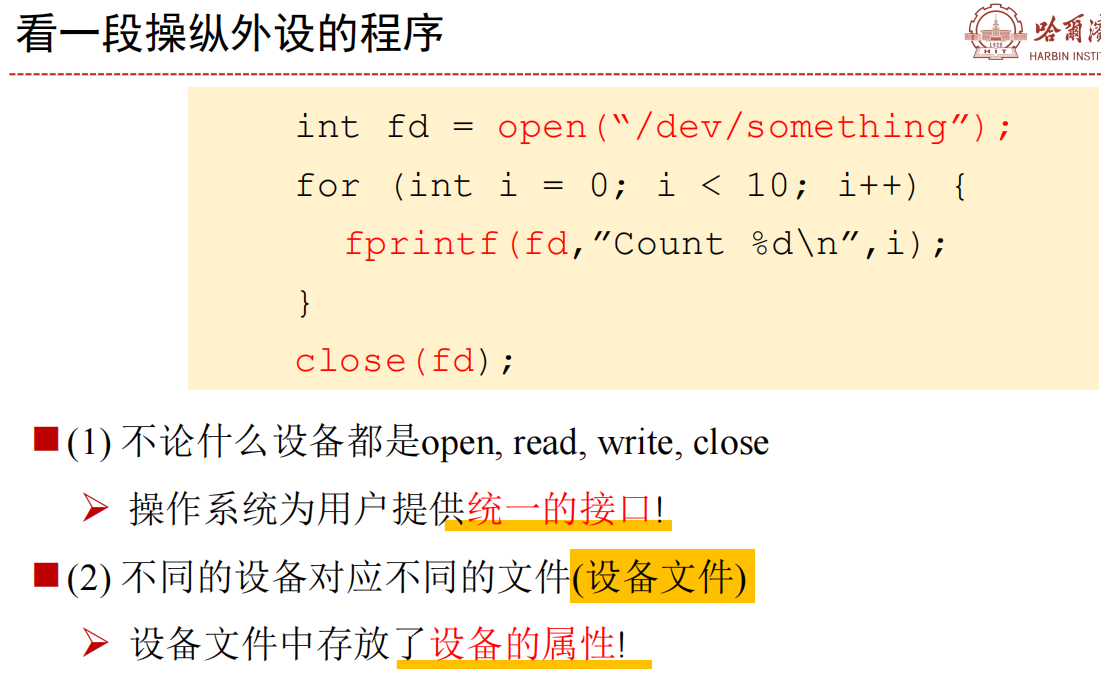 看一段操纵外设的程序
哈爾濱
HARBIN INSTI
HIT
1920
int fd = open(“/dev/something”);
for (int i = 0; i < 10; i++) {
fprintf(fd,”Count %d\n”,i);
}
close(fd);
(1) 不论什么设备都是open, read, write, close
操作系统为用户提供统一的接口!
(2) 不同的设备对应不同的文件(设备文件)
设备文件中存放了设备的属性!